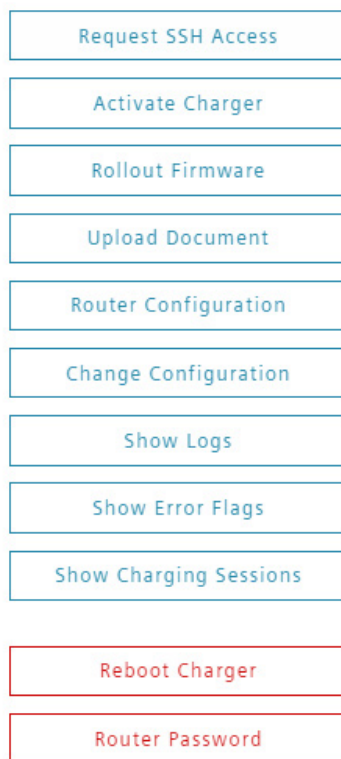 Request SSH Access
Activate Charger
Rollout Firmware
Upload Document
Router Configuration
Change Configuration
Show Logs
Show Error Flags
Show Charging Sessions
Reboot Charger
Router Password